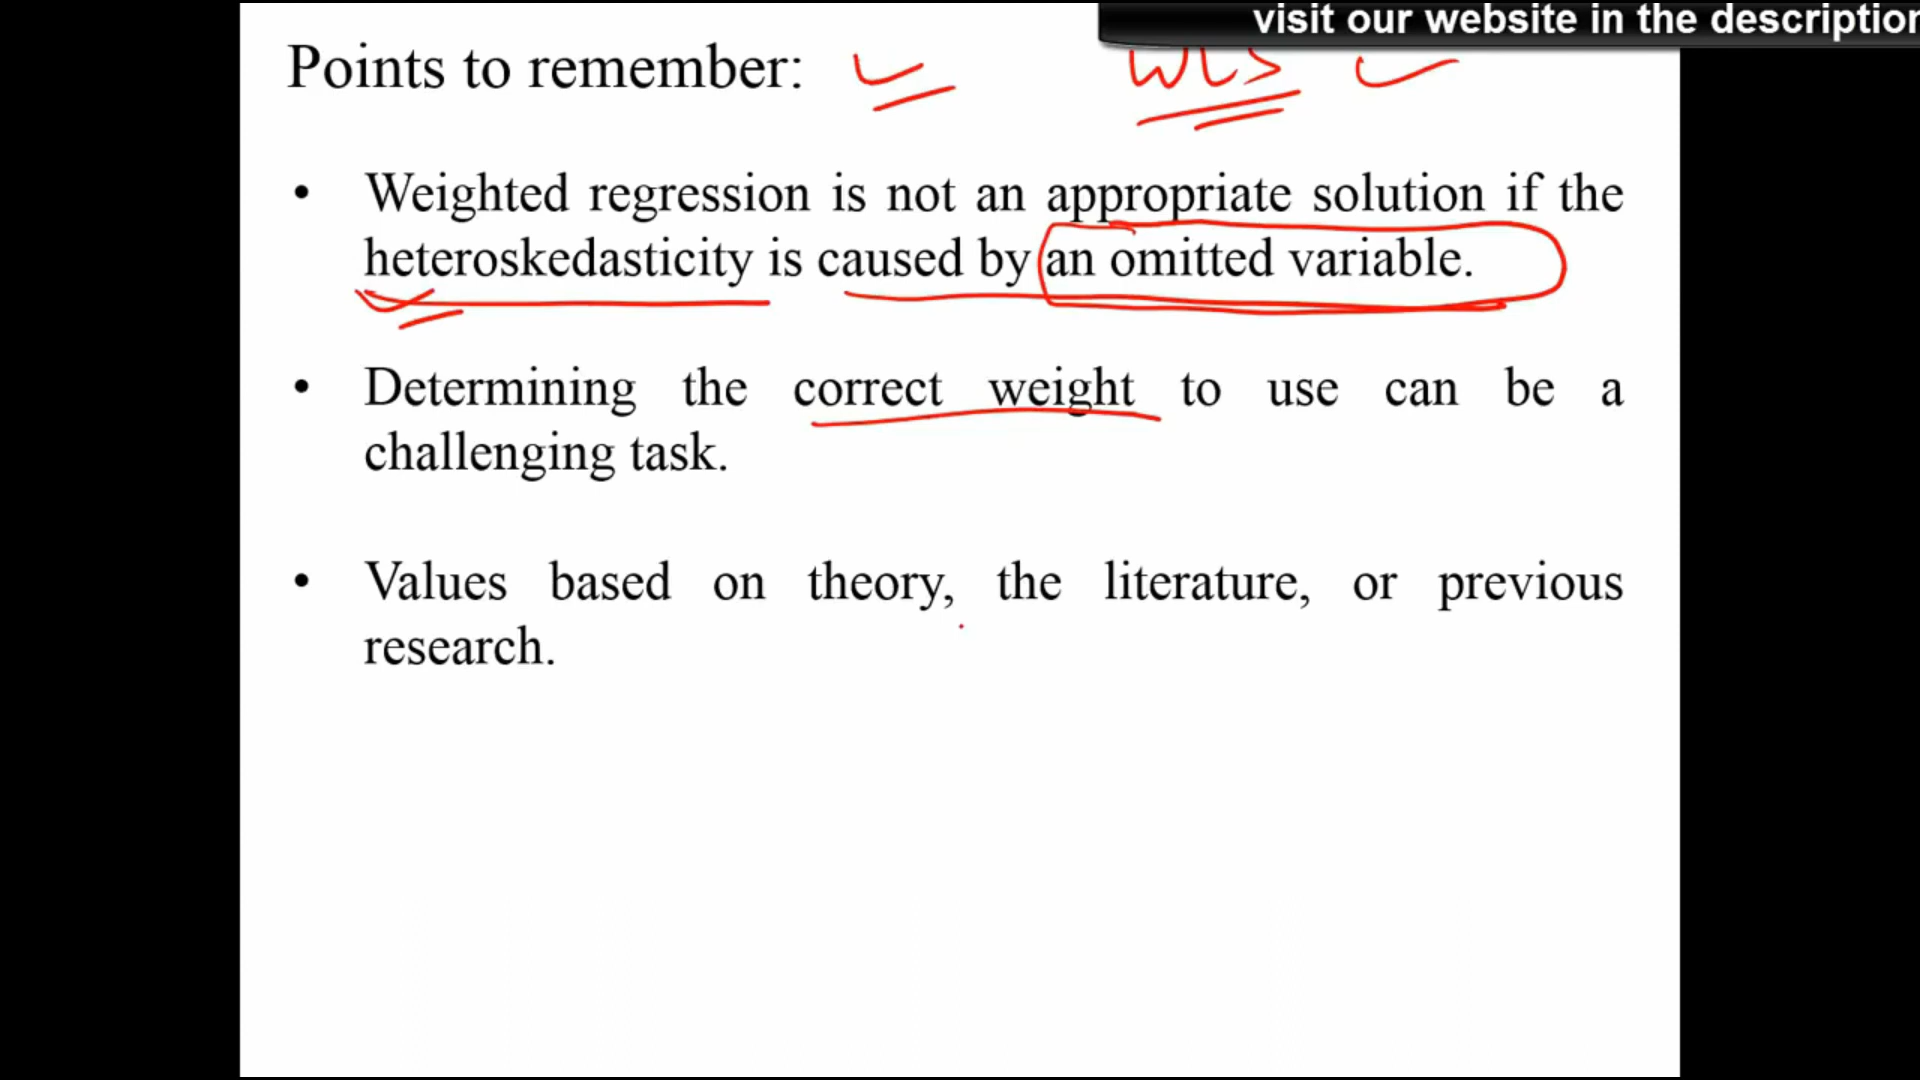 visit our website in the description
Points to remember:
WLS
• Weighted regression is not an appropriate solution if the
heteroskedasticity is caused by an omitted variable.
• Determining the correct weight to use can be a
challenging task.
• Values based on theory, the literature, or previous
research.